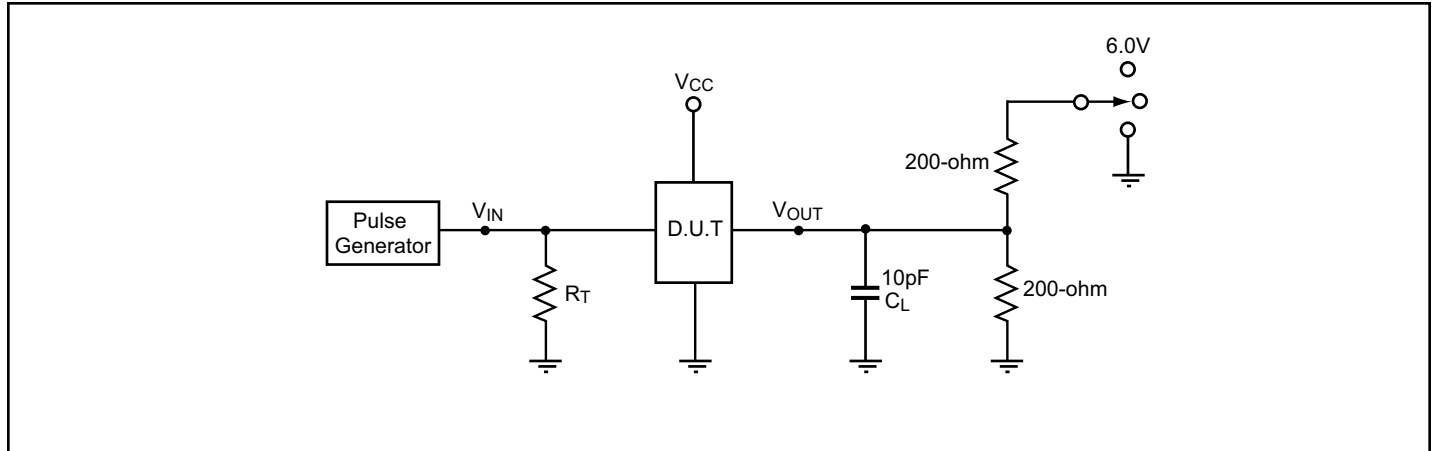 6.0V
VCC
200-ohm
Pulse
Generator
VIN
D.U.T
VOUT
RT
10pF
CL
200-ohm